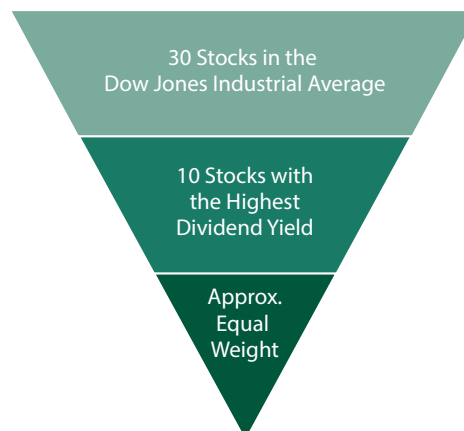 30 Stocks in the
Dow Jones Industrial Average
10 Stocks with
the Highest
Dividend Yield
Approx.
Equal
Weight